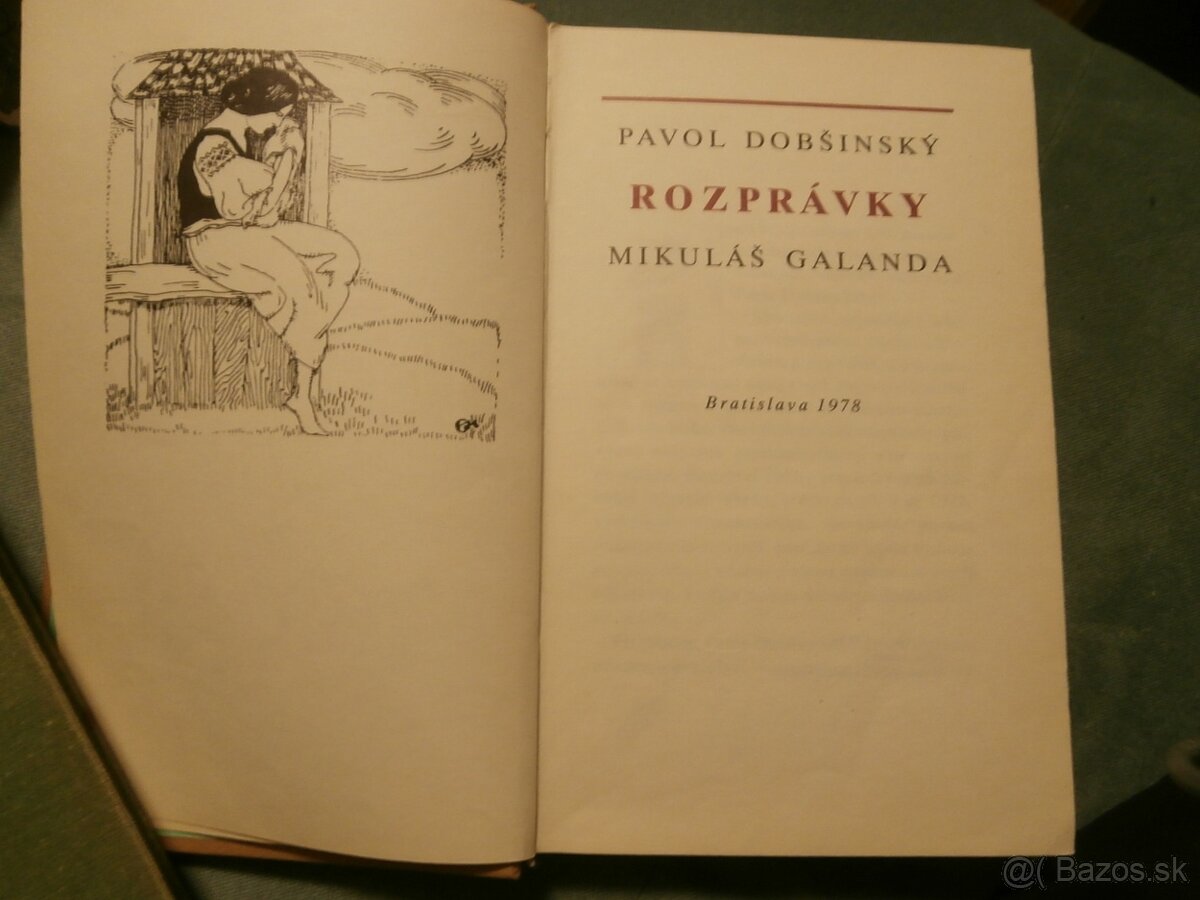 PAVOL DOBŠINSKÝ
ROZPRÁVKY
MIKULÁŠ GALANDA
Bratislava 1978
@( Bazos.sk